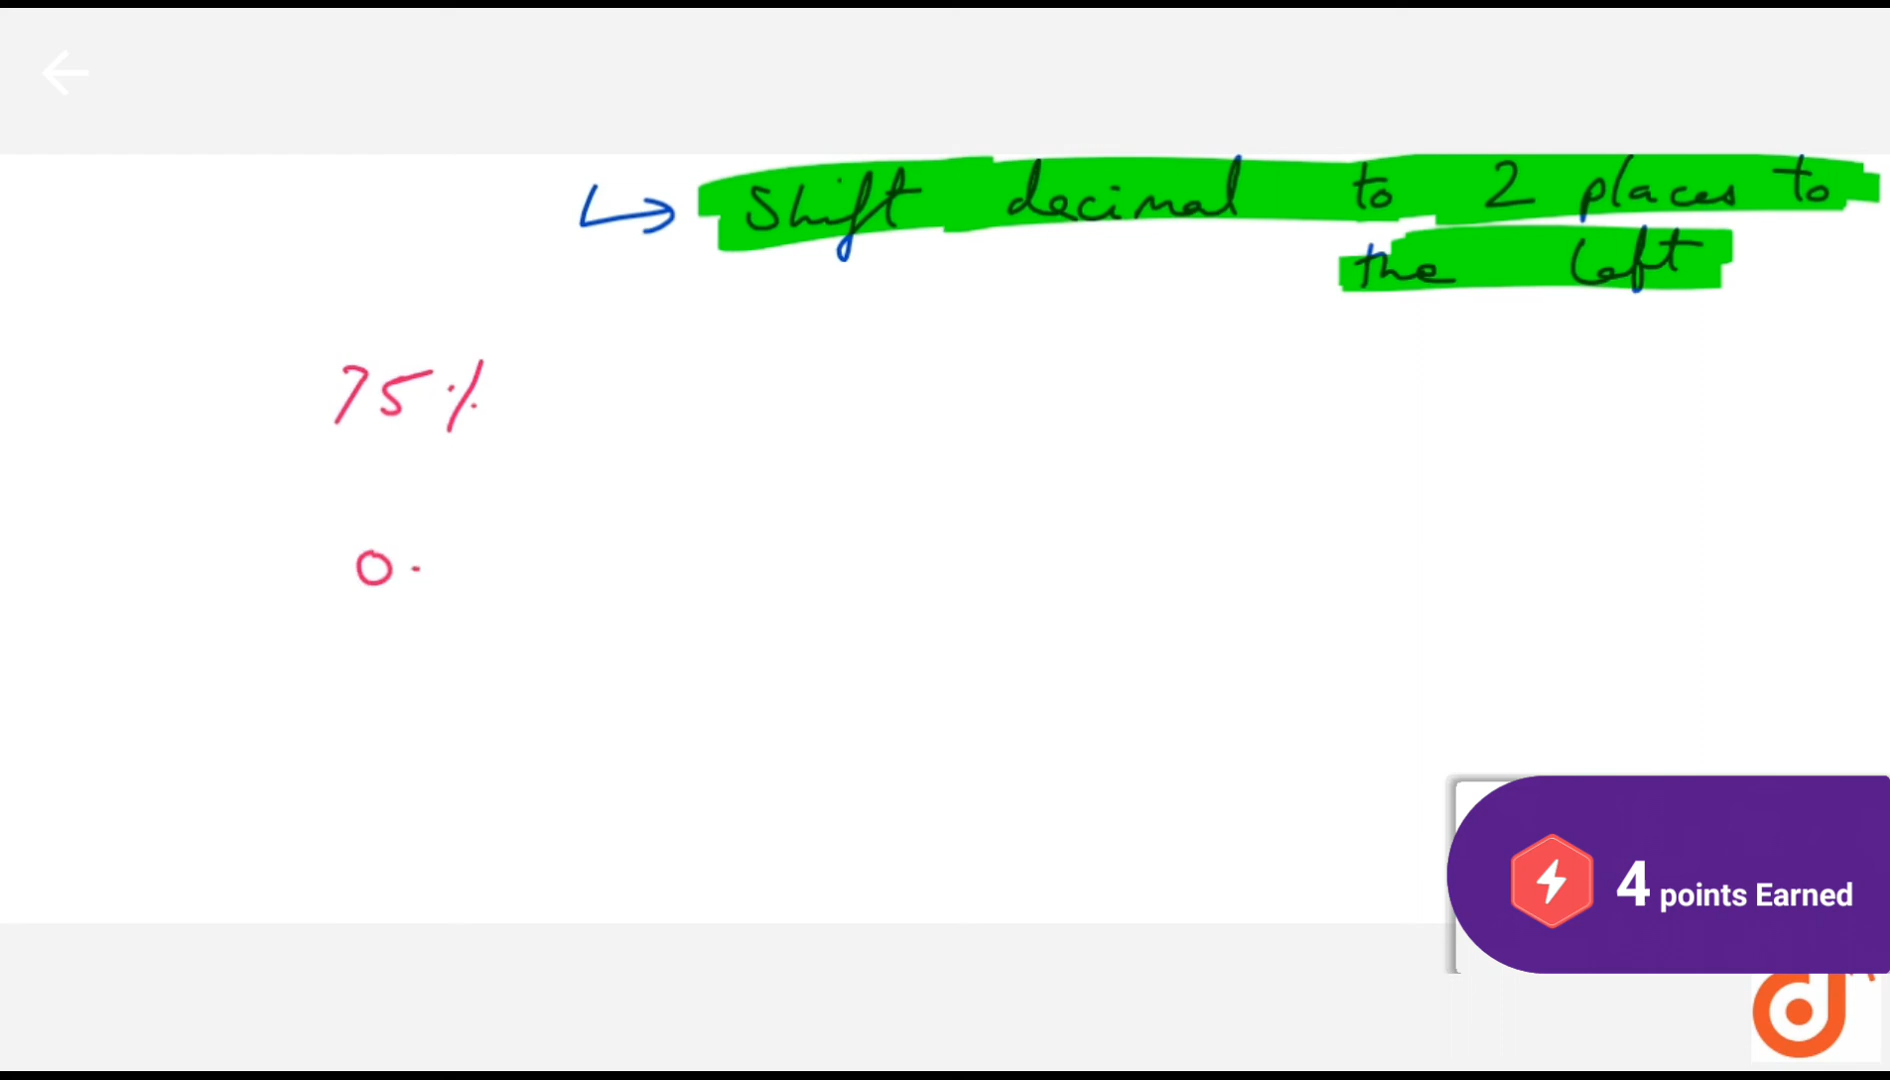 Shift decimal to 2 places to
the left
75%
0.
4 points Earned